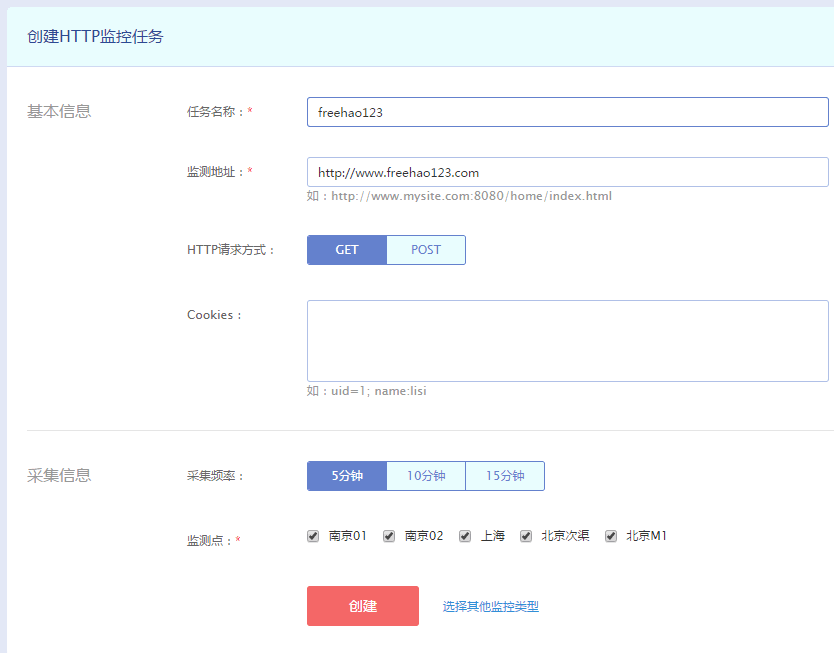 创建HTTP监控任务
基本信息 任务名称：* freehao123
监测地址：* http://www.freehao123.com
如：http://www.mysite.com:8080/home/index.html
HTTP请求方式： GET POST
Cookies：
如：uid=1; name:lisi
采集信息 采集频率： 5分钟 10分钟 15分钟
监测点：* 南京01 南京02 上海 北京次渠 北京M1
创建 选择其他监控类型